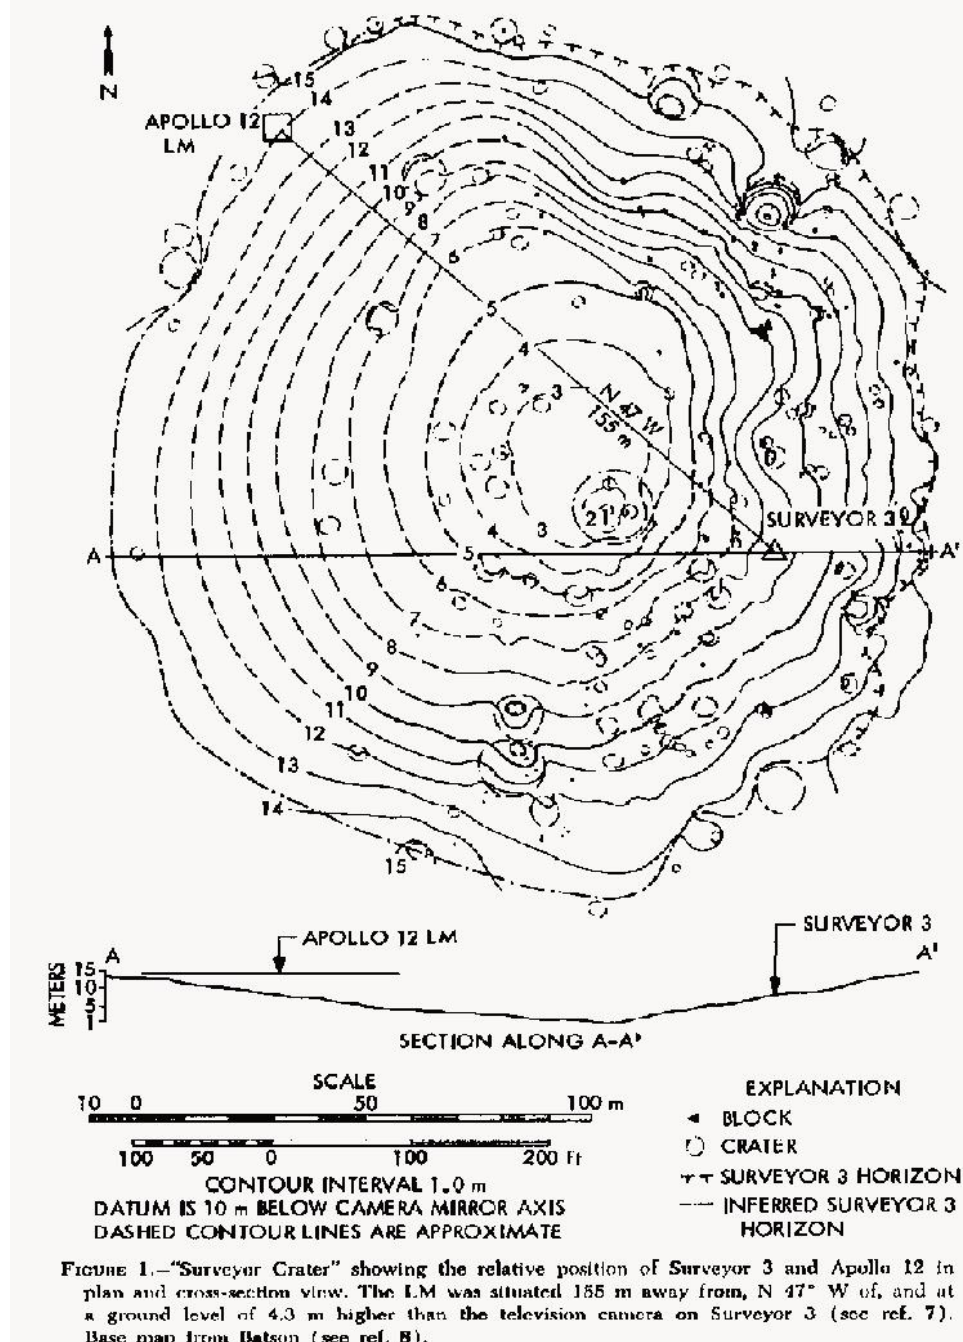 N
15
14
APOLLO 12
LM
13
12
11
10
9
8
7
6
5
4
3
N 47 W
155 m
3
21
SURVEYOR 3
A
A'
4
3
5
6
7
8
9
10
11
12
13
14
15
APOLLO 12 LM
SURVEYOR 3
A
A'
METERS
15
10
5
1
SECTION ALONG A-A'
SCALE
10 0 50 100 m
100 50 0 100 200 Ft
CONTOUR INTERVAL 1.0 m
DATUM IS 10 m BELOW CAMERA MIRROR AXIS
DASHED CONTOUR LINES ARE APPROXIMATE
EXPLANATION
BLOCK
CRATER
SURVEYOR 3 HORIZON
INFERRED SURVEYOR 3
HORIZON
FIGURE 1.—"Surveyor Crater" showing the relative position of Surveyor 3 and Apollo 12 in
plan and cross-section view. The LM was situated 155 m away from, N 47° W of, and at
a ground level of 4.3 m higher than the television camera on Surveyor 3 (see ref. 7).
Base map from Batson (see ref. 8).